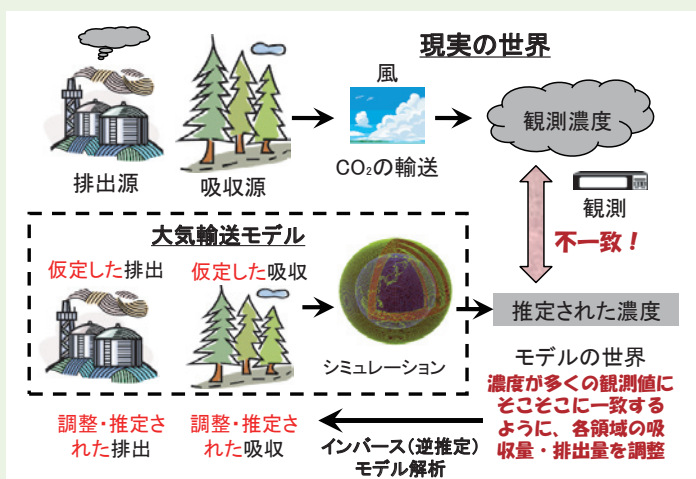 現実の世界
風
観測濃度
排出源
吸収源
CO₂の輸送
観測
不一致！
大気輸送モデル
仮定した排出
仮定した吸収
推定された濃度
シミュレーション
モデルの世界
濃度が多くの観測値に
そこそこに一致する
ように、各領域の吸
収量・排出量を調整
調整・推定さ
れた排出
調整・推定さ
れた吸収
インバース（逆推定）
モデル解析